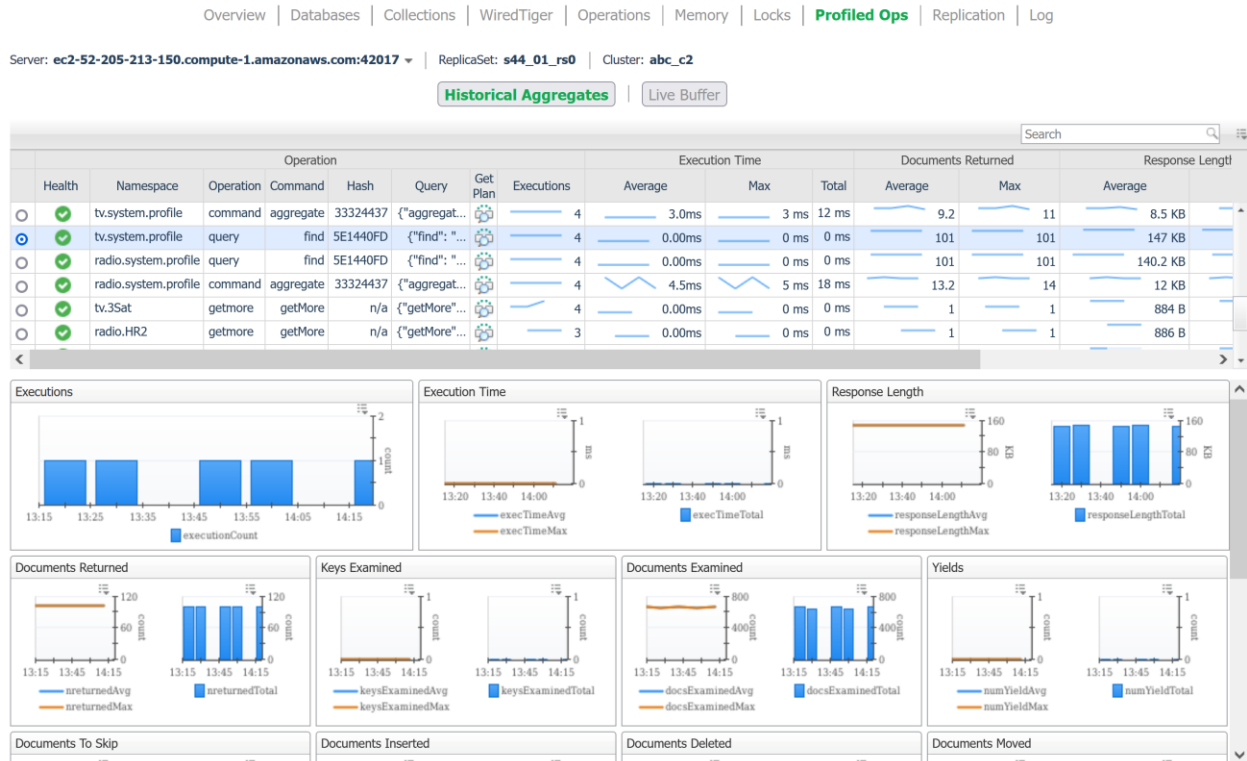 Overview | Databases | Collections | WiredTiger | Operations | Memory | Locks | Profiled Ops | Replication | Log
Server: ec2-52-205-213-150.compute-1.amazonaws.com:42017 ReplicaSet: s44_01_rs0 Cluster: abc_c2
Historical Aggregates | Live Buffer
Search
Operation Execution Time Documents Returned Response Length
Health Namespace Operation Command Hash Query Get Plan Executions Average Max Total Average Max Average
tv.system.profile command aggregate 33324437 {"aggregat... 4 3.0ms 3 ms 12 ms 9.2 11 8.5 KB
tv.system.profile query find 5E1440FD {"find": "... 4 0.00ms 0 ms 0 ms 101 101 147 KB
radio.system.profile query find 5E1440FD {"find": "... 4 0.00ms 0 ms 0 ms 101 101 140.2 KB
radio.system.profile command aggregate 33324437 {"aggregat... 4 4.5ms 5 ms 18 ms 13.2 14 12 KB
tv.3Sat getmore getMore n/a {"getMore"... 4 0.00ms 0 ms 0 ms 1 1 884 B
radio.HR2 getmore getMore n/a {"getMore"... 3 0.00ms 0 ms 0 ms 1 1 886 B
Executions Execution Time Response Length
2 1 1 160 160
count ms ms KB KB
1 80 80
0 0 0 0 0
13:15 13:25 13:35 13:45 13:55 14:05 14:15 13:20 13:40 14:00 13:20 13:40 14:00 13:20 13:40 14:00 13:20 13:40 14:00
executionCount execTimeAvg execTimeTotal responseLengthAvg responseLengthTotal
execTimeMax responseLengthMax
Documents Returned Keys Examined Documents Examined Yields
120 120 1 1 800 800 1 1
60 count 60 count count count 400 count 400 count count count
0 0 0 0 0 0 0 0
13:15 13:45 14:15 13:15 13:45 14:15 13:15 13:45 14:15 13:15 13:45 14:15 13:15 13:45 14:15 13:15 13:45 14:15 13:15 13:45 14:15 13:15 13:45 14:15
nreturnedAvg nreturnedTotal keysExaminedAvg keysExaminedTotal docsExaminedAvg docsExaminedTotal numYieldAvg numYieldTotal
nreturnedMax keysExaminedMax docsExaminedMax numYieldMax
Documents To Skip Documents Inserted Documents Deleted Documents Moved